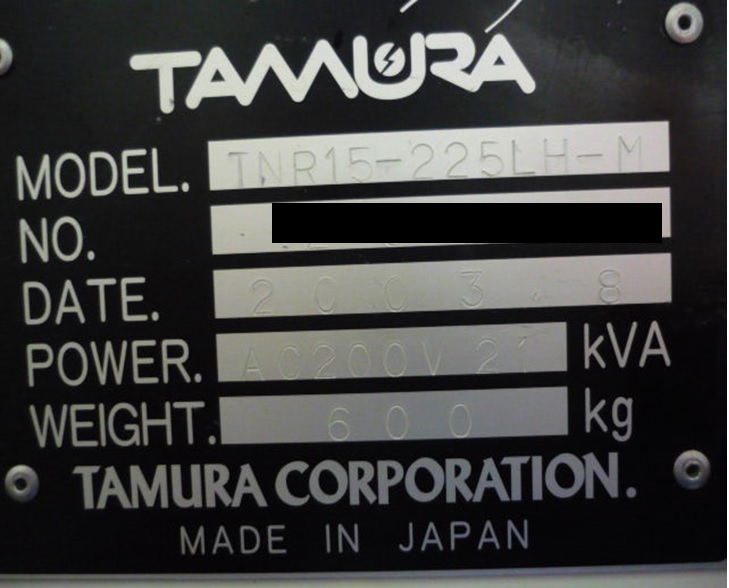 TAMURA
MODEL. TNR15-225LH-M
NO.
DATE. 2003.8
POWER. AC200V 21 kVA
WEIGHT. 600 kg
TAMURA CORPORATION.
MADE IN JAPAN